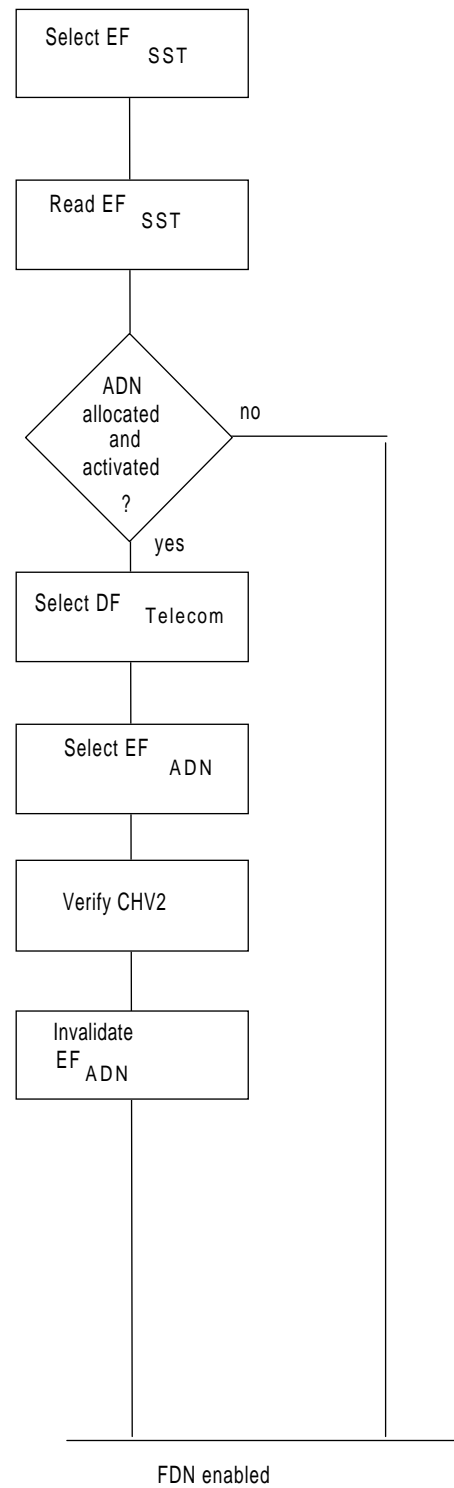 Select EF SST
Read EF SST
ADN
allocated
and
activated
?
no
yes
Select DF Telecom
Select EF ADN
Verify CHV2
Invalidate
EF ADN
FDN enabled